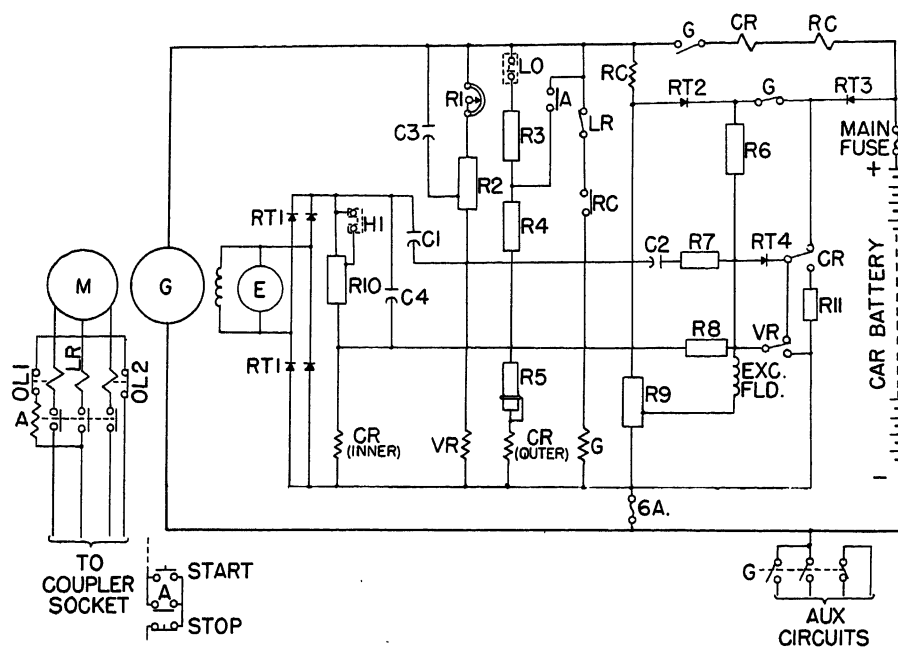 G CR RC
RC
RT2 G RT3
LO
R1 A
C3 R3 LR
MAIN
FUSE
+
R6
R2
RT1 H1 RC
R4
C1
C2 R7 RT4 CR
M G E R10 C4
R11
CAR BATTERY
R8 VR
OL1 LR OL2
RT1
R5
EXC.
FLD.
R9
A
CR
(INNER)
VR
CR
(OUTER)
G
-
6A.
TO
COUPLER
SOCKET
START
A
STOP
G
AUX
CIRCUITS